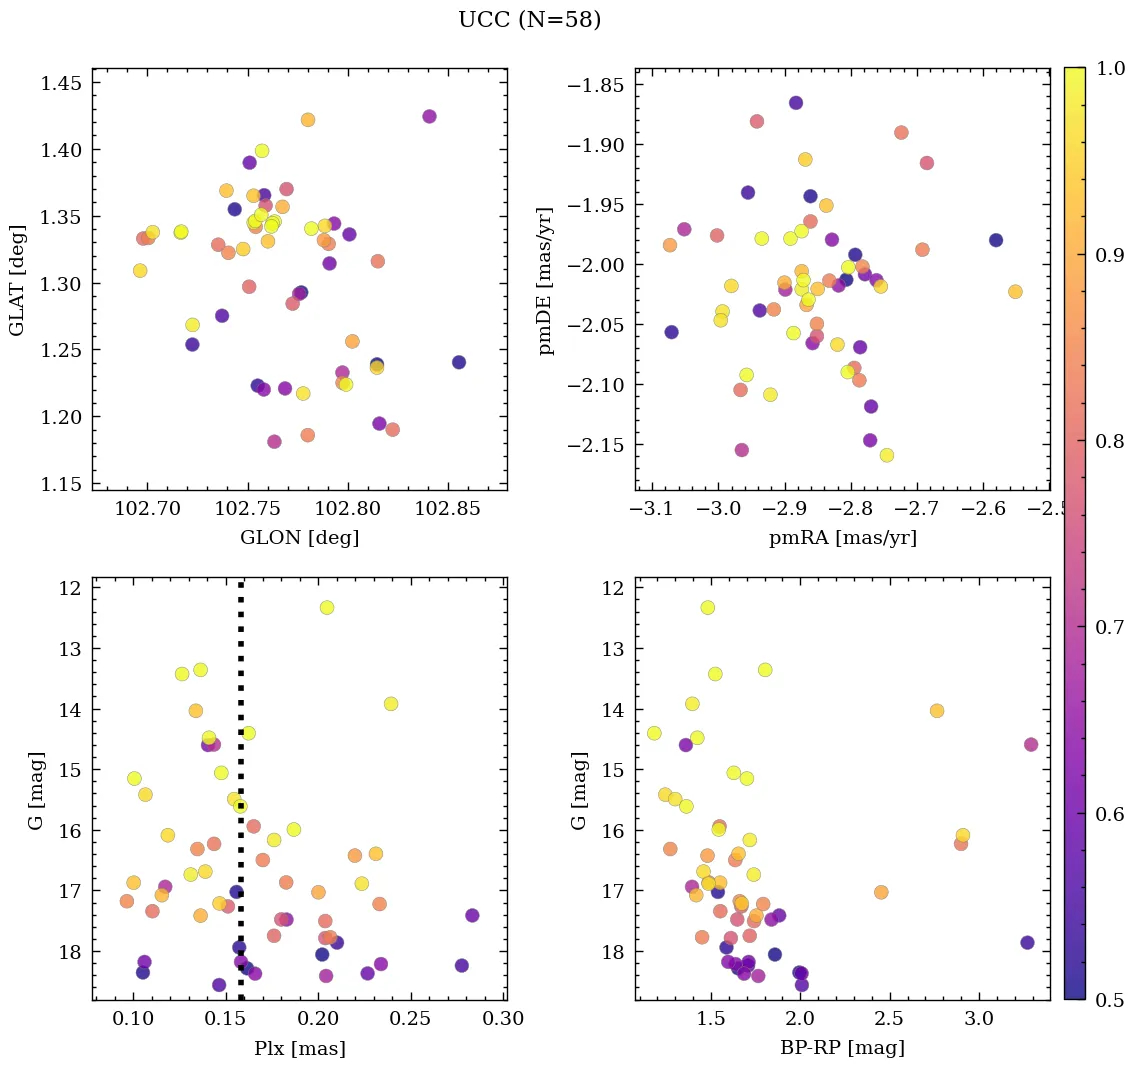 UCC (N=58)
1.45
1.40
1.35
1.30
1.25
1.20
1.15
GLAT [deg]
102.70 102.75 102.80 102.85
GLON [deg]
−1.85
−1.90
−1.95
−2.00
−2.05
−2.10
−2.15
pmDE [mas/yr]
−3.1 −3.0 −2.9 −2.8 −2.7 −2.6 −2.5
pmRA [mas/yr]
12
13
14
15
16
17
18
G [mag]
0.10 0.15 0.20 0.25 0.30
Plx [mas]
12
13
14
15
16
17
18
G [mag]
1.5 2.0 2.5 3.0
BP-RP [mag]
1.0
0.9
0.8
0.7
0.6
0.5